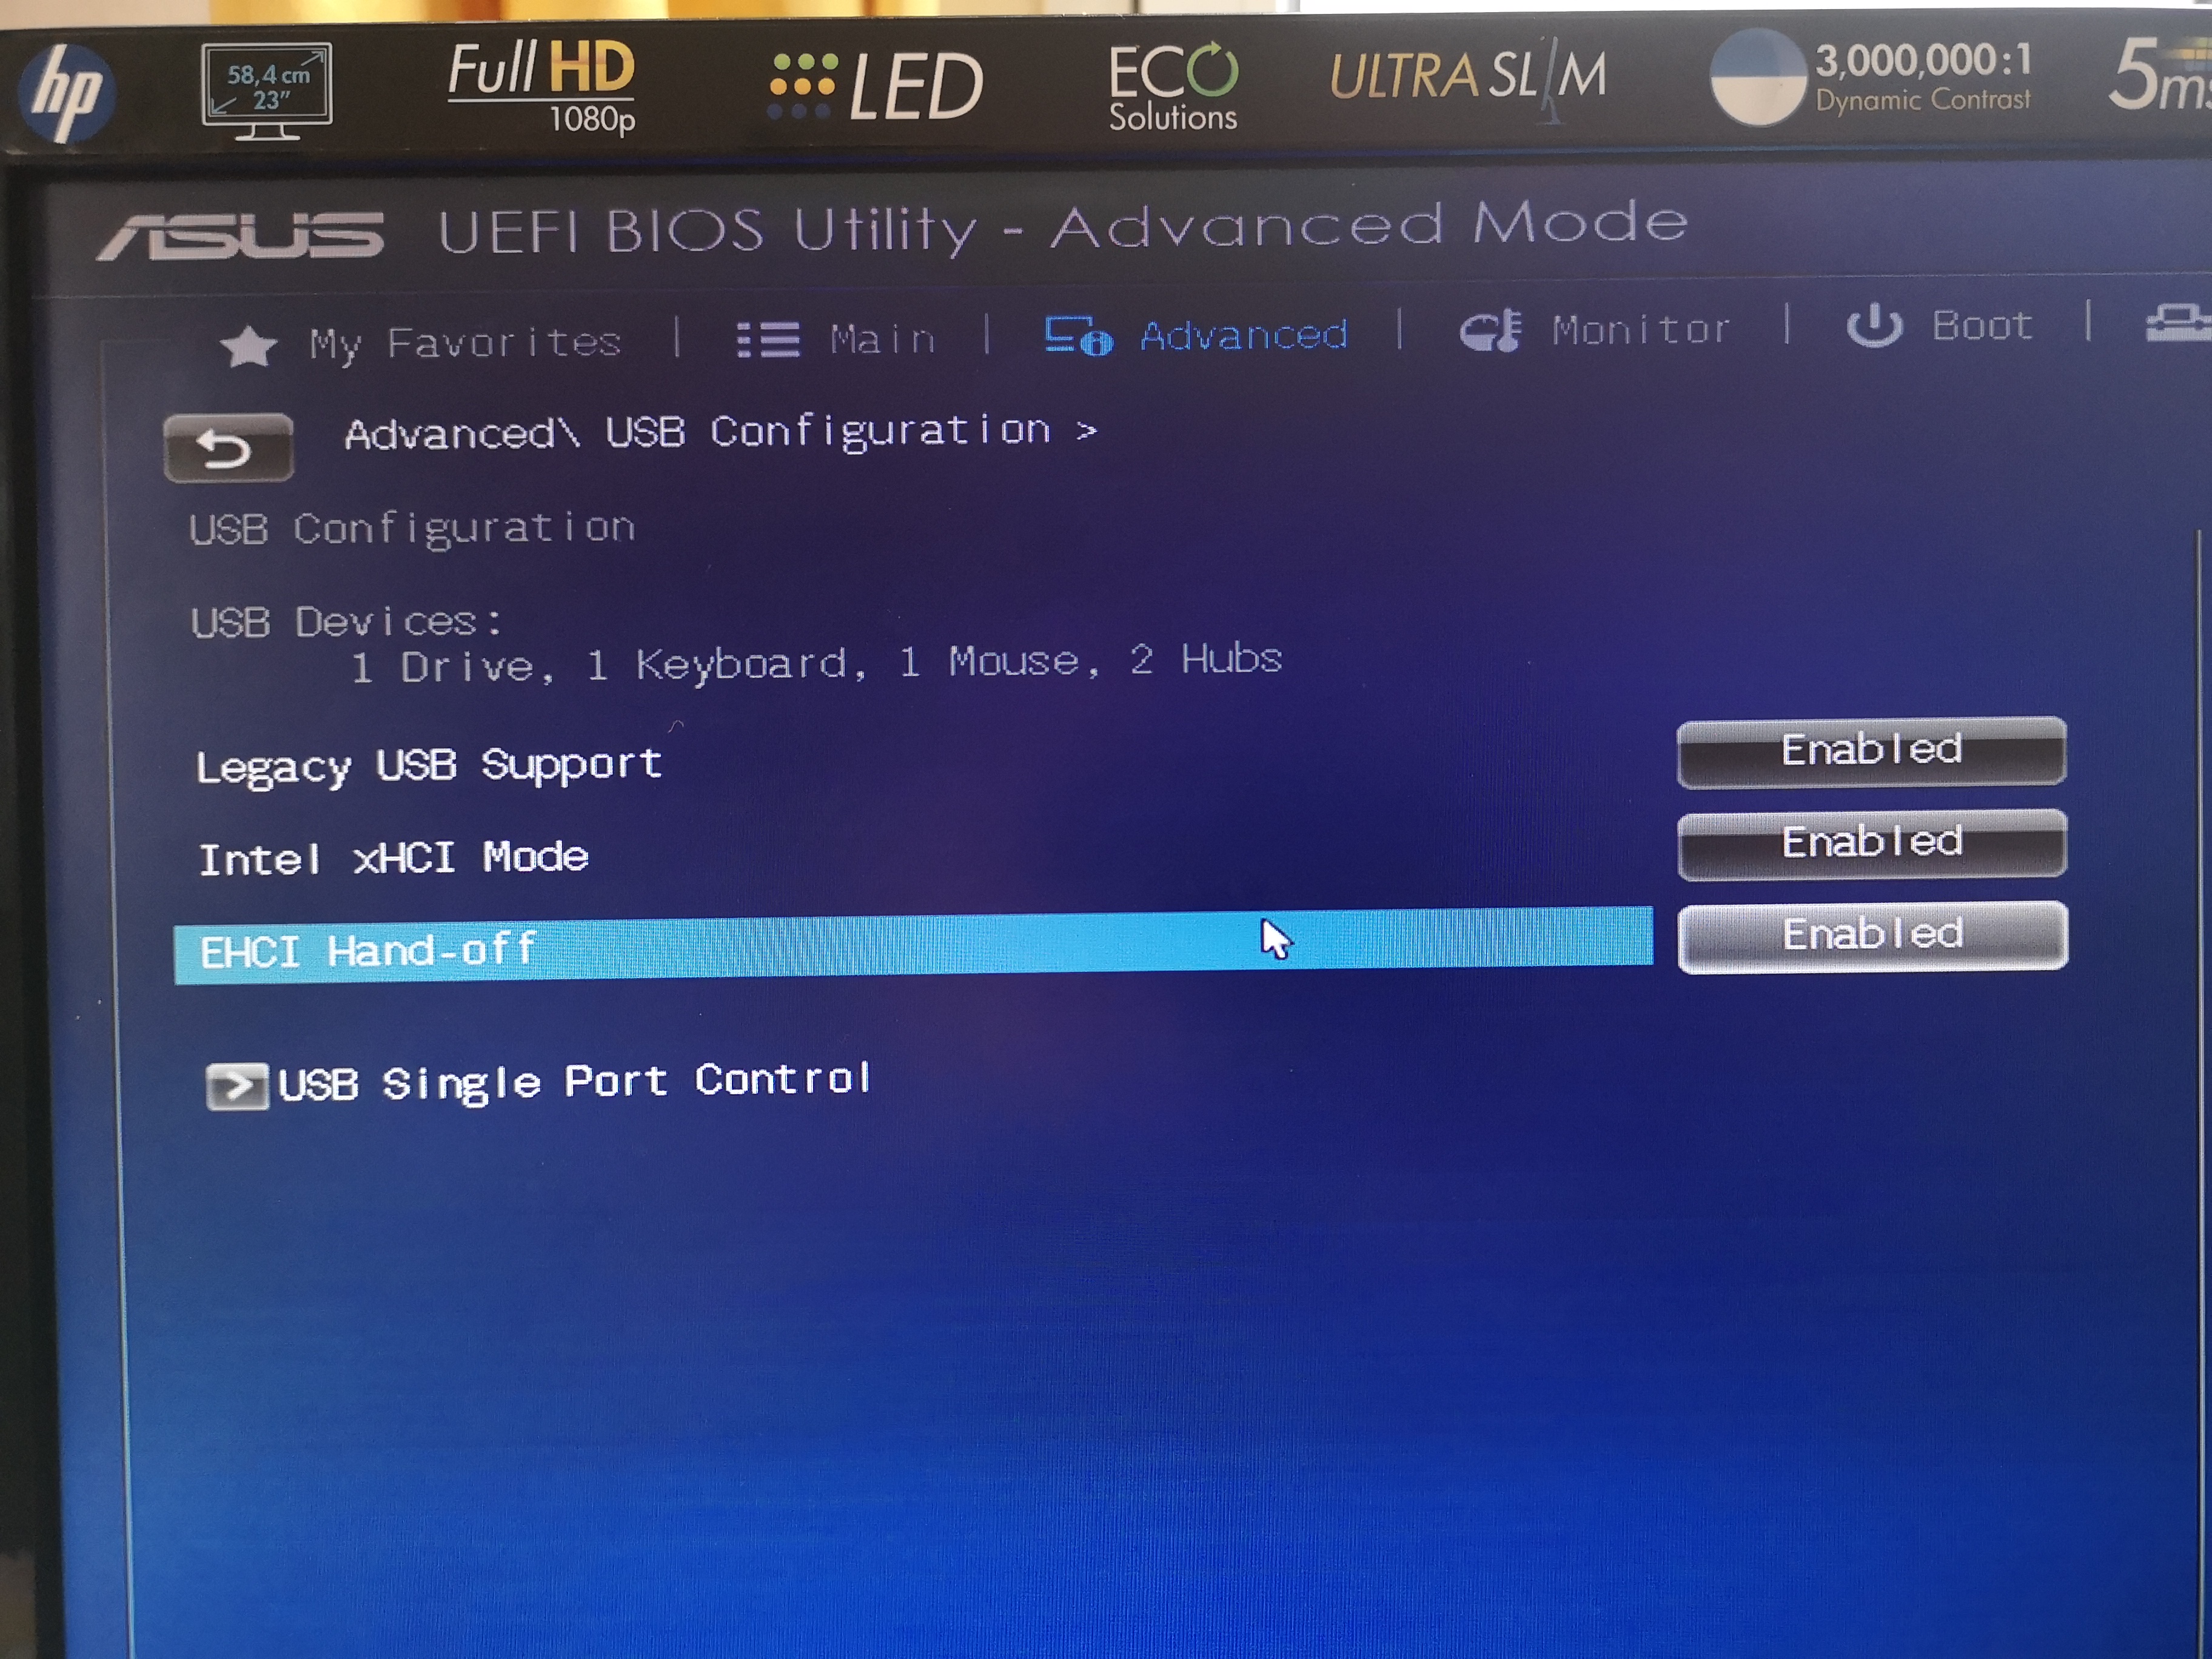 hp
58,4 cm
23"
Full HD
1080p
LED
ECO
Solutions
ULTRA SLIM
3,000,000:1
Dynamic Contrast
ASUS UEFI BIOS Utility - Advanced Mode
My Favorites | Main | Advanced | Monitor | Boot |
Advanced\ USB Configuration >
USB Configuration
USB Devices:
1 Drive, 1 Keyboard, 1 Mouse, 2 Hubs
Legacy USB Support Enabled
Intel xHCI Mode Enabled
EHCI Hand-off Enabled
> USB Single Port Control